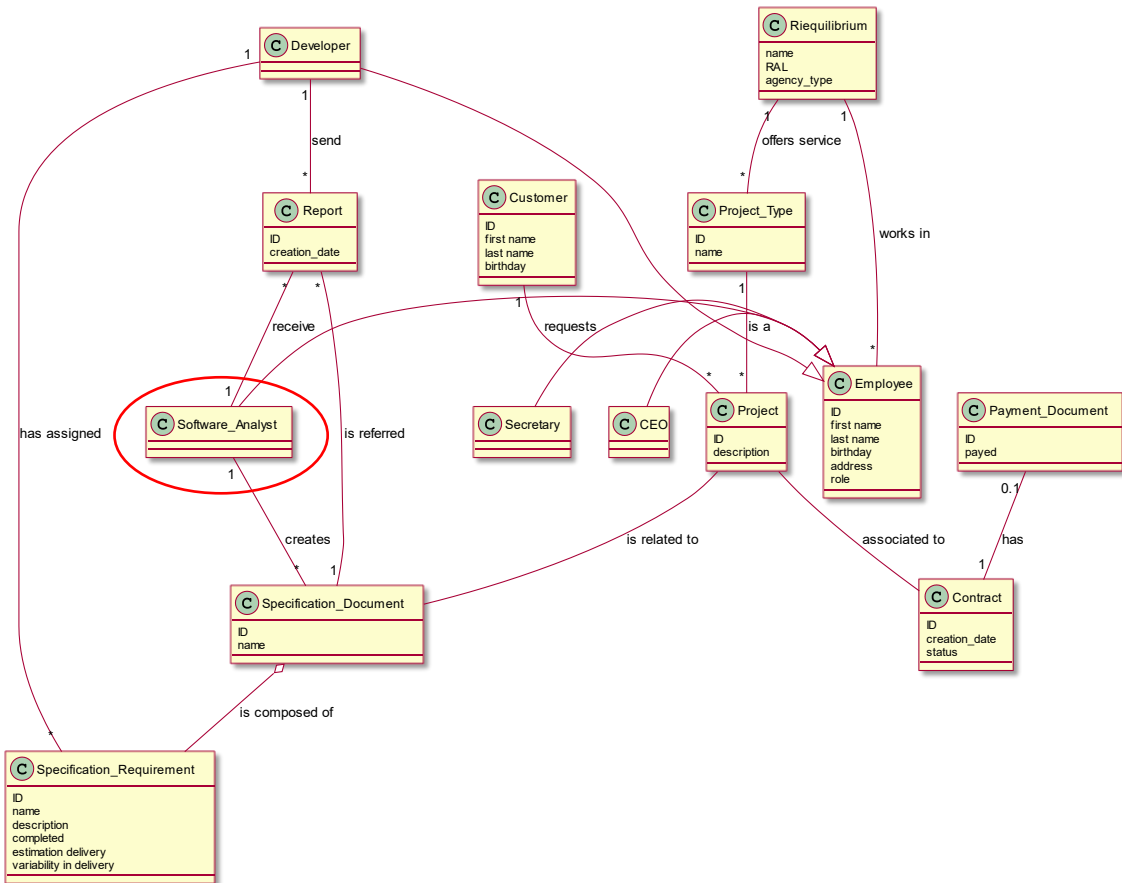 C Developer
1
1
send
*
C Riequilibrium
name
RAL
agency_type
1
1
offers service
*
works in
*
C Report
ID
creation_date
*
*
receive
1
C Customer
ID
first name
last name
birthday
1
requests
*
C Project_Type
ID
name
1
is a
*
has assigned
*
C Software_Analyst
1
creates
*
is referred
1
C Secretary
C CEO
C Project
ID
description
C Employee
ID
first name
last name
birthday
address
role
C Payment_Document
ID
payed
0.1
has
1
is related to
associated to
C Specification_Document
ID
name
C Contract
ID
creation_date
status
is composed of
C Specification_Requirement
ID
name
description
completed
estimation delivery
variability in delivery